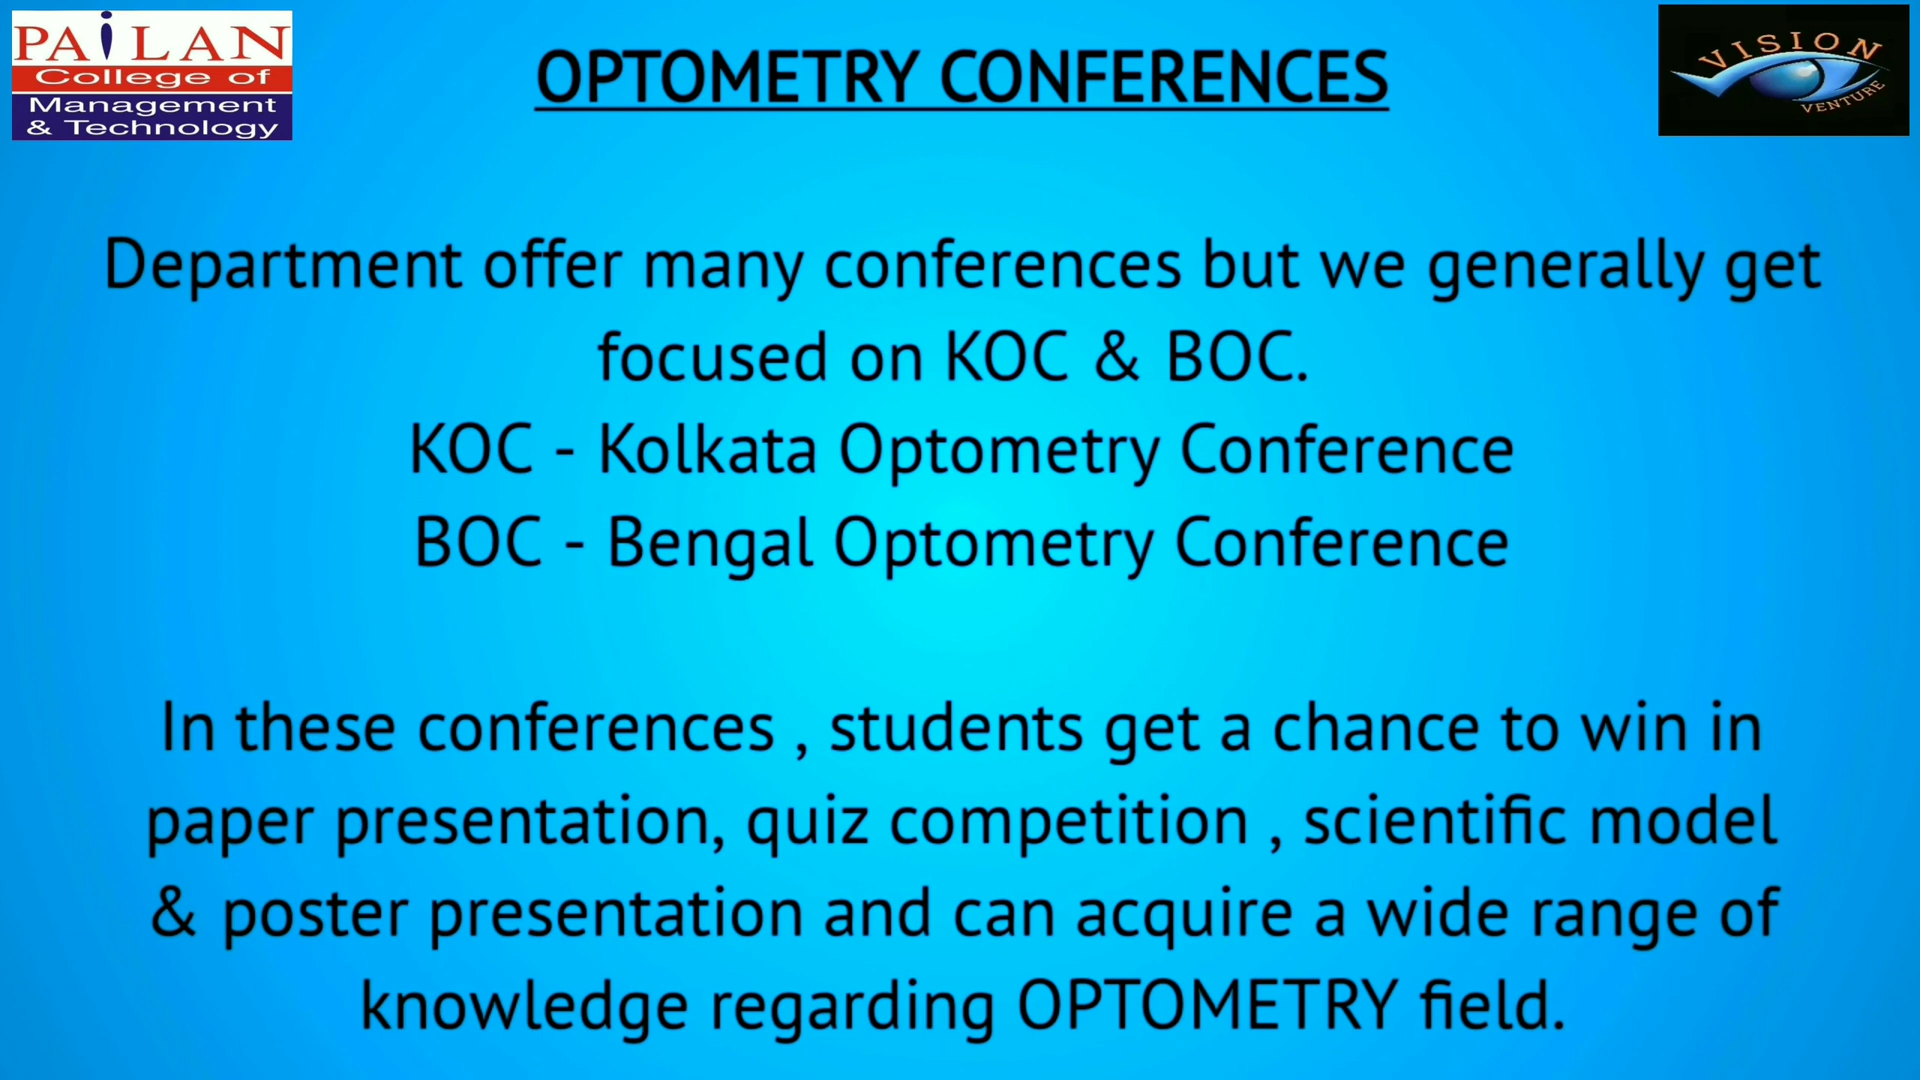 PAiLAN
College of
Management
& Technology
OPTOMETRY CONFERENCES
VISION
VENTURE
Department offer many conferences but we generally get
focused on KOC & BOC.
KOC - Kolkata Optometry Conference
BOC - Bengal Optometry Conference
In these conferences , students get a chance to win in
paper presentation, quiz competition , scientific model
& poster presentation and can acquire a wide range of
knowledge regarding OPTOMETRY field.